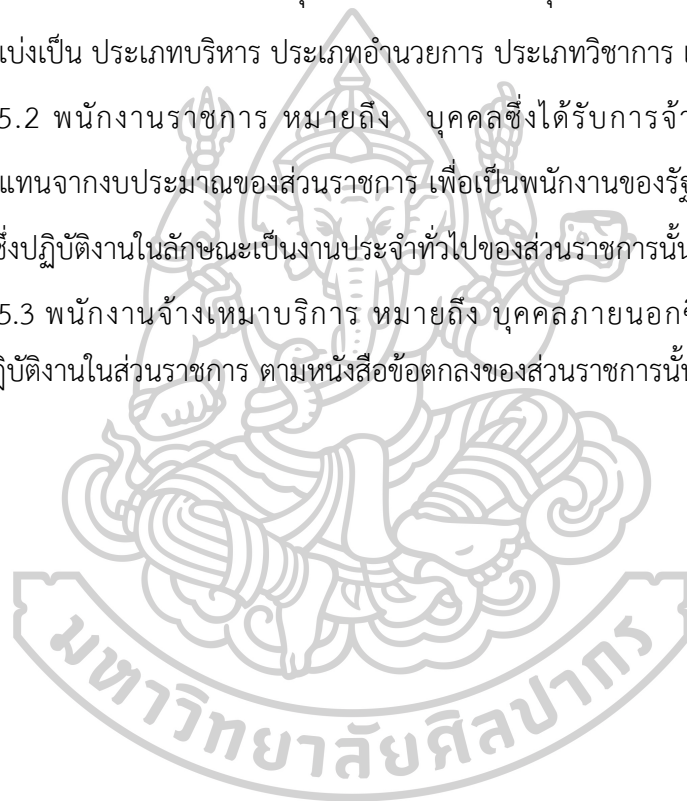 แบ่งเป็น ประเภทบริหาร ประเภทอำนวยการ ประเภทวิชาการ
5.2 พนักงานราชการ หมายถึง บุคคลซึ่งได้รับการจ้า
แทนจากงบประมาณของส่วนราชการ เพื่อเป็นพนักงานของรัฐ
ซึ่งปฏิบัติงานในลักษณะเป็นงานประจำทั่วไปของส่วนราชการนั้น
5.3 พนักงานจ้างเหมาบริการ หมายถึง บุคคลภายนอก
ฏิบัติงานในส่วนราชการ ตามหนังสือข้อตกลงของส่วนราชการนั้น
มหาวิทยาลัยศิลปากร